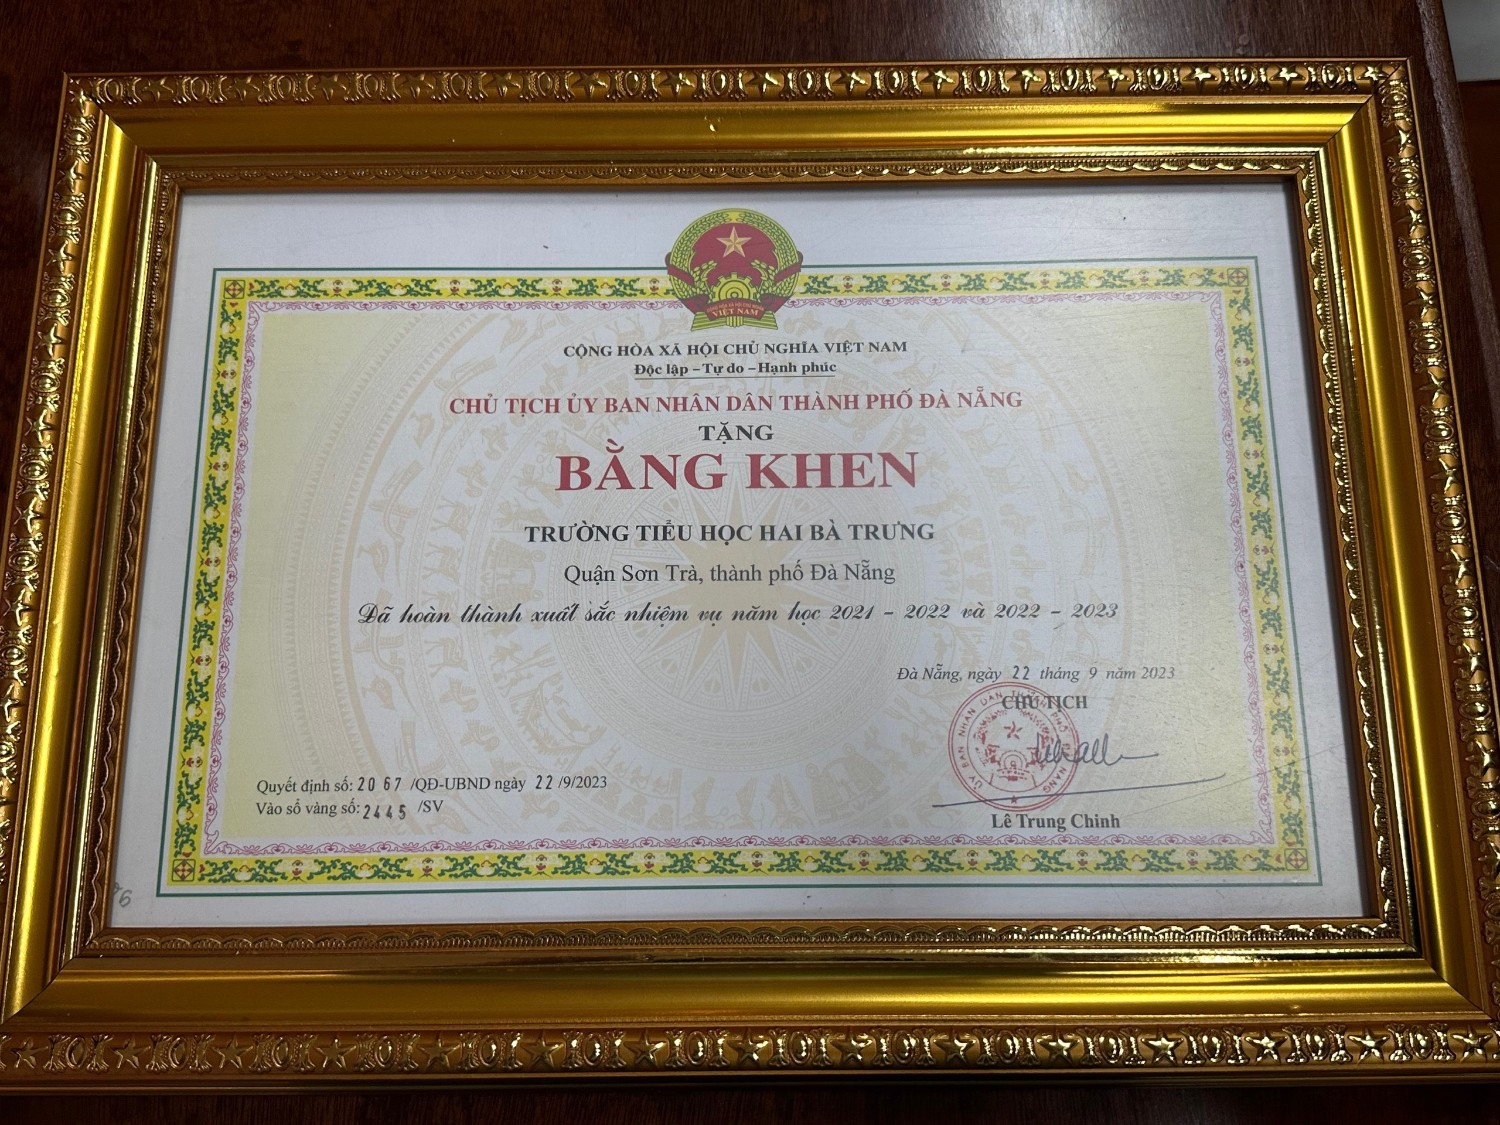 VIỆT NAM
CỘNG HÒA XÃ HỘI CHỦ NGHĨA VIỆT NAM
Độc lập – Tự do – Hạnh phúc
CHỦ TỊCH ỦY BAN NHÂN DÂN THÀNH PHỐ ĐÀ NẴNG
TẶNG
BẰNG KHEN
TRƯỜNG TIỂU HỌC HAI BÀ TRƯNG
Quận Sơn Trà, thành phố Đà Nẵng
Đã hoàn thành xuất sắc nhiệm vụ năm học 2021 – 2022 và 2022 – 2023
Đà Nẵng, ngày 22 tháng 9 năm 2023
CHỦ TỊCH
Quyết định số: 2067 /QĐ-UBND ngày 22 /9/2023
Vào sổ vàng số: 2445 /SV
Lê Trung Chinh